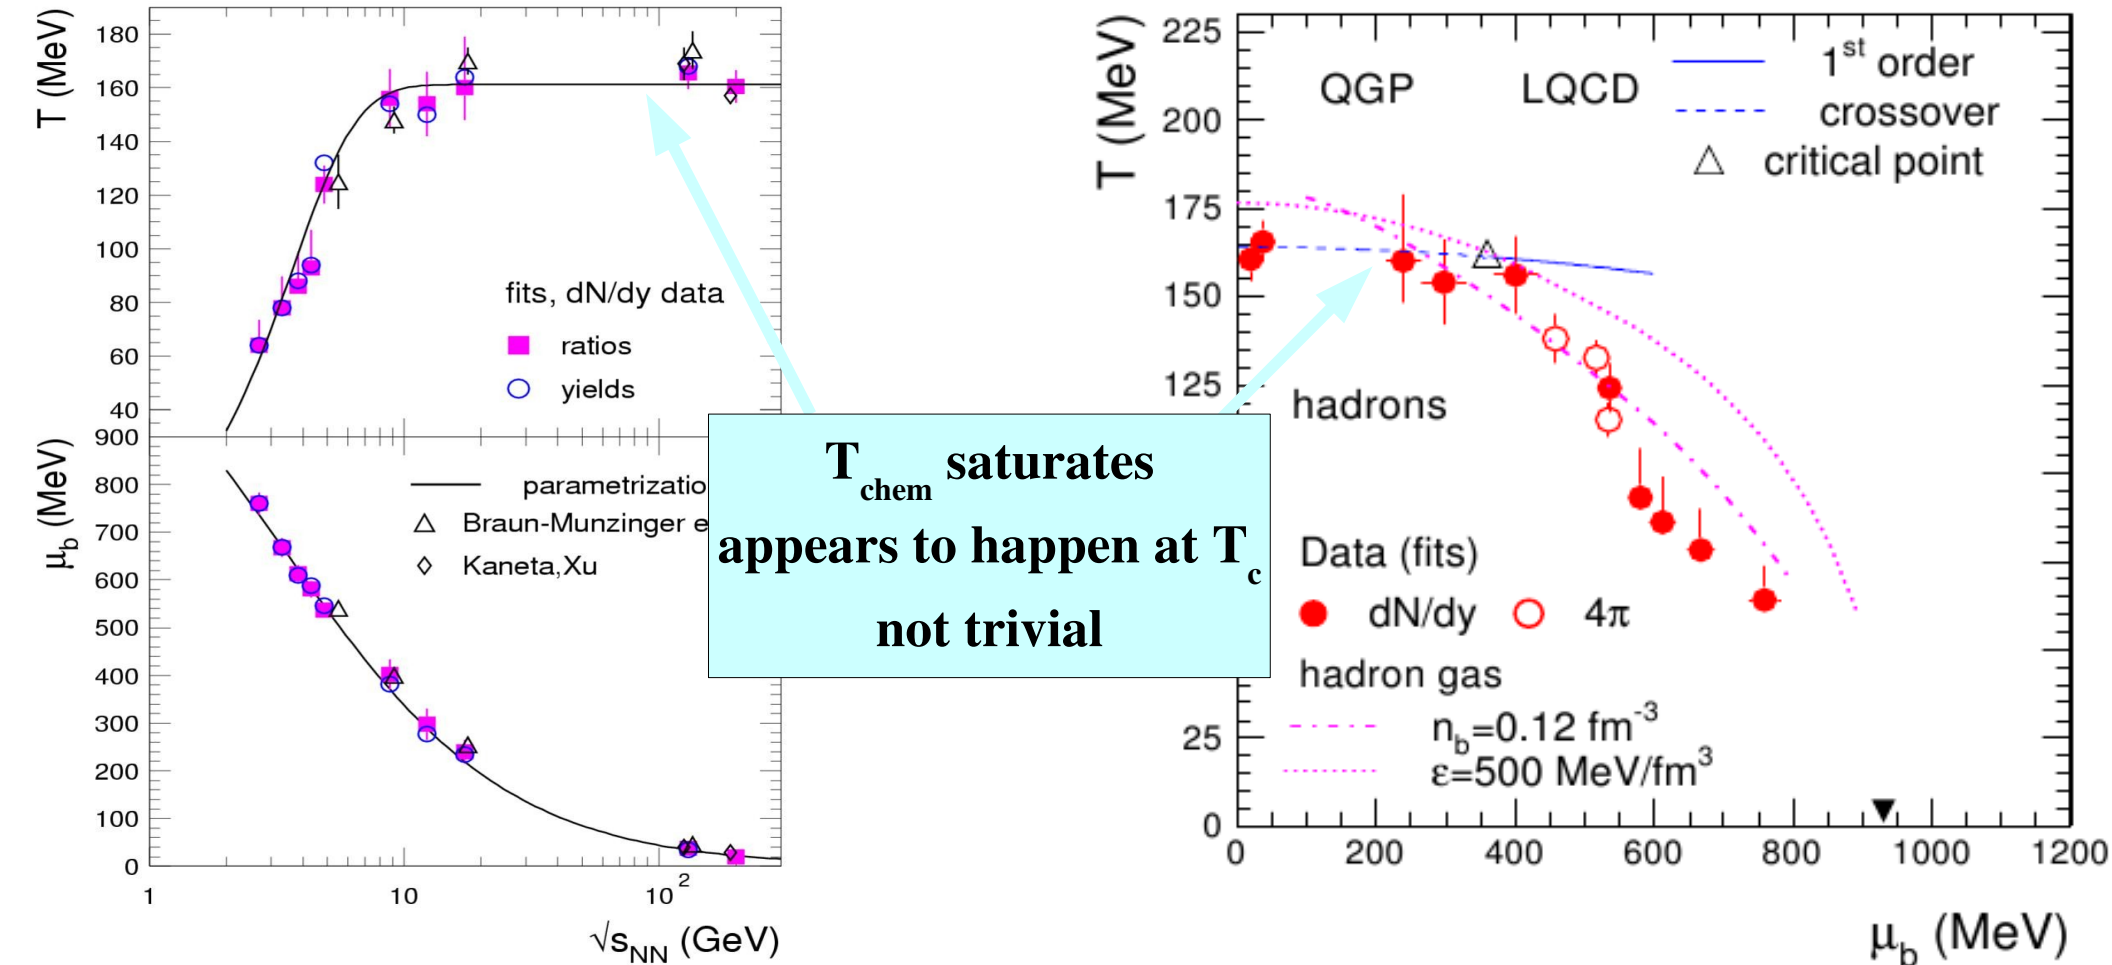 T (MeV)
180
160
140
120
100
80
60
40
fits, dN/dy data
ratios
yields
μb (MeV)
900
800
700
600
500
400
300
200
100
0
parametrizatio
Braun-Munzinger e
Kaneta,Xu
1
10
10²
√sNN (GeV)
Tchem saturates
appears to happen at Tc
not trivial
T (MeV)
225
200
175
150
125
25
0
QGP
LQCD
1st order
crossover
critical point
hadrons
Data (fits)
dN/dy
4π
hadron gas
nb=0.12 fm-3
ε=500 MeV/fm3
0
200
400
600
800
1000
1200
μb (MeV)